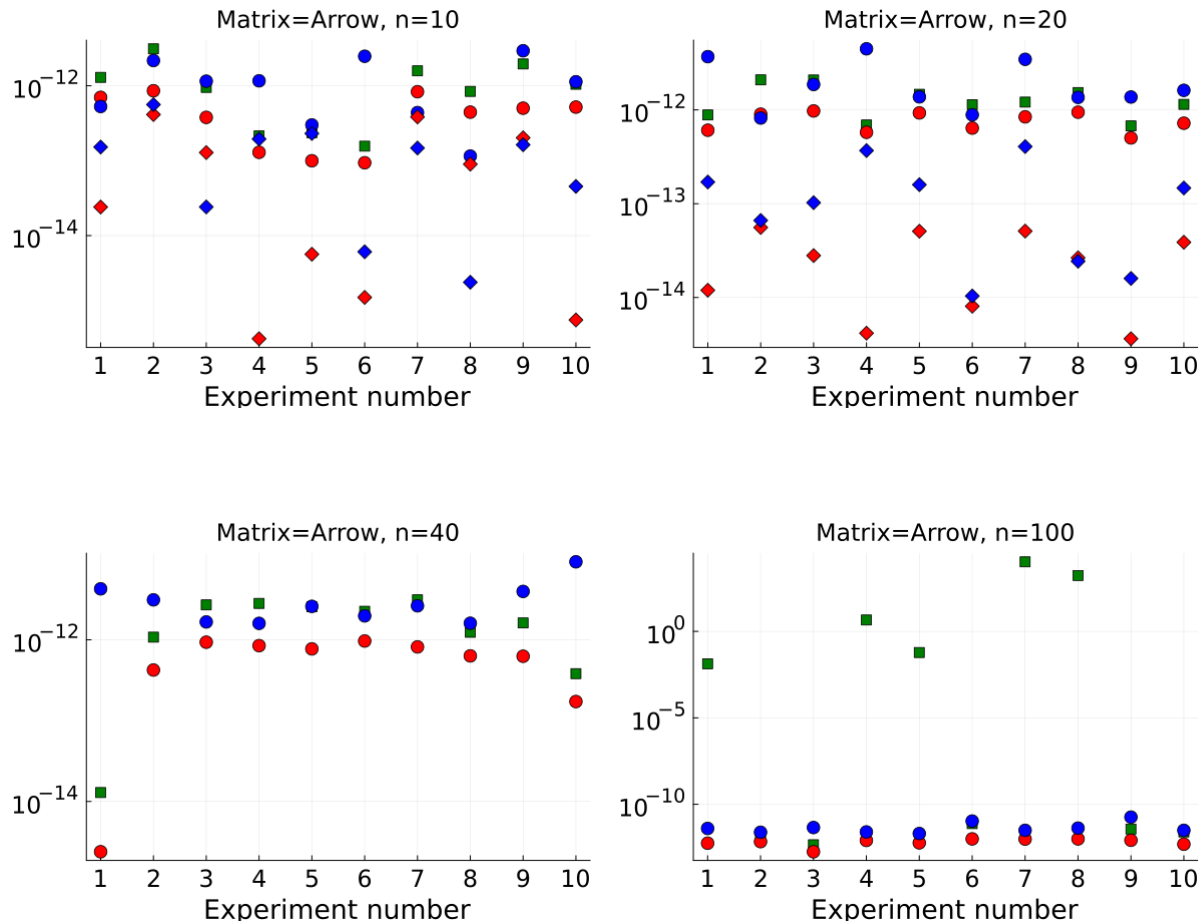 Matrix=Arrow, n=10
10^-12
10^-14
1 2 3 4 5 6 7 8 9 10
Experiment number
Matrix=Arrow, n=20
10^-12
10^-13
10^-14
1 2 3 4 5 6 7 8 9 10
Experiment number
Matrix=Arrow, n=40
10^-12
10^-14
1 2 3 4 5 6 7 8 9 10
Experiment number
Matrix=Arrow, n=100
10^0
10^-5
10^-10
1 2 3 4 5 6 7 8 9 10
Experiment number